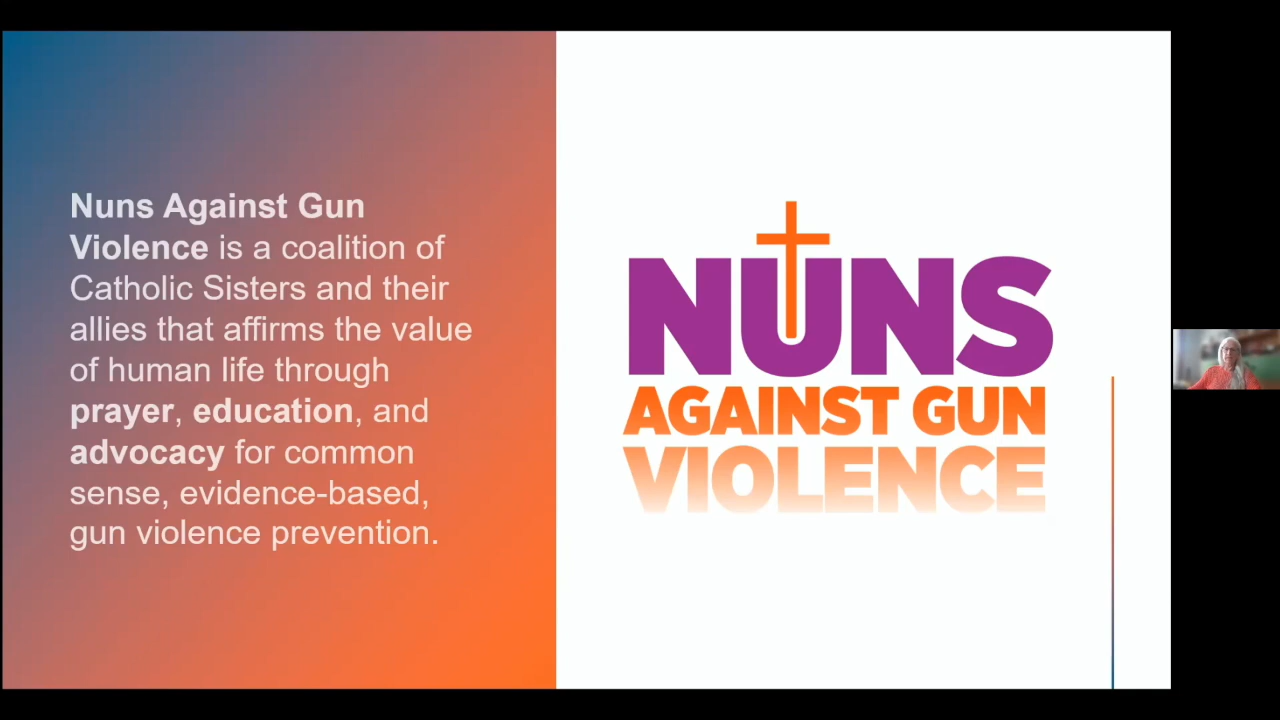 Nuns Against Gun
Violence is a coalition of
Catholic Sisters and their
allies that affirms the value
of human life through
prayer, education, and
advocacy for common
sense, evidence-based,
gun violence prevention.
NUNS
AGAINST GUN
VIOLENCE